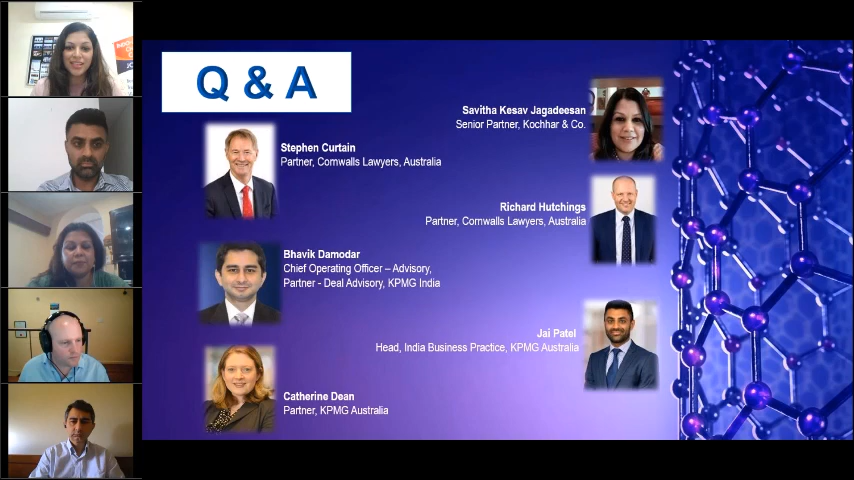 Q & A
Savitha Kesav Jagadeesan
Senior Partner, Kochhar & Co.
Stephen Curtain
Partner, Cornwalls Lawyers, Australia
Richard Hutchings
Partner, Cornwalls Lawyers, Australia
Bhavik Damodar
Chief Operating Officer – Advisory,
Partner - Deal Advisory, KPMG India
Jai Patel
Head, India Business Practice, KPMG Australia
Catherine Dean
Partner, KPMG Australia